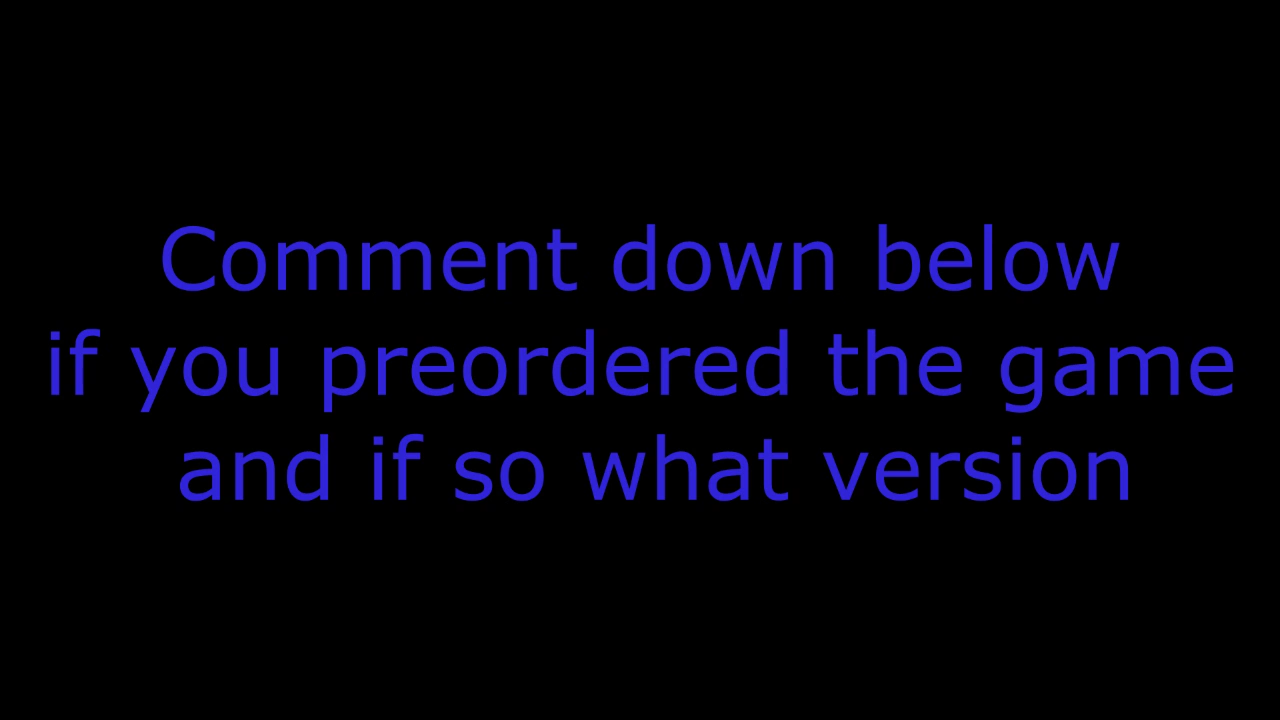 Comment down below
if you preordered the game
and if so what version